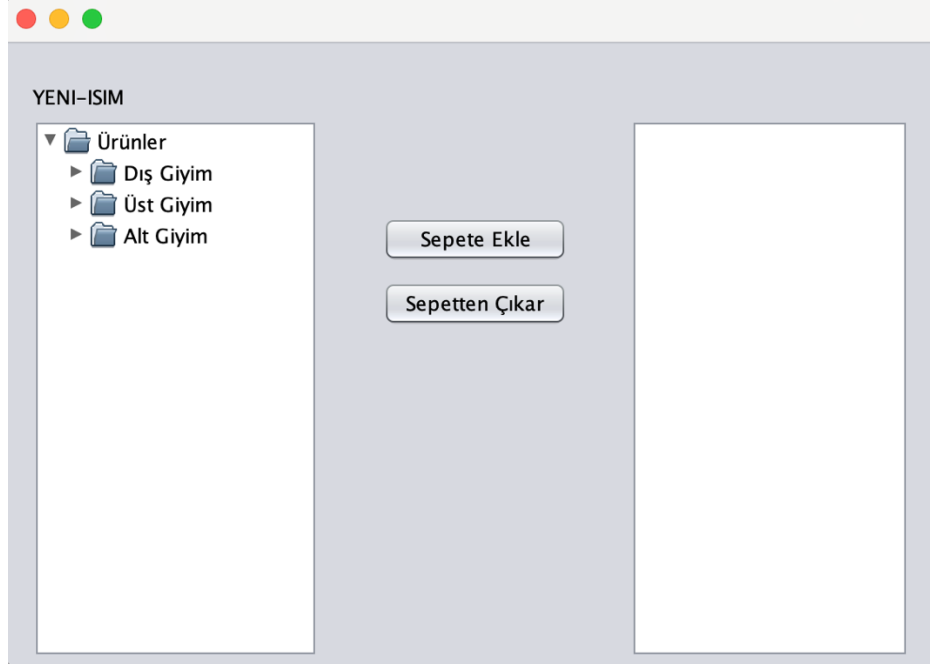 YENI-ISIM
Ürünler
Dış Giyim
Üst Giyim
Alt Giyim
Sepete Ekle
Sepetten Çıkar